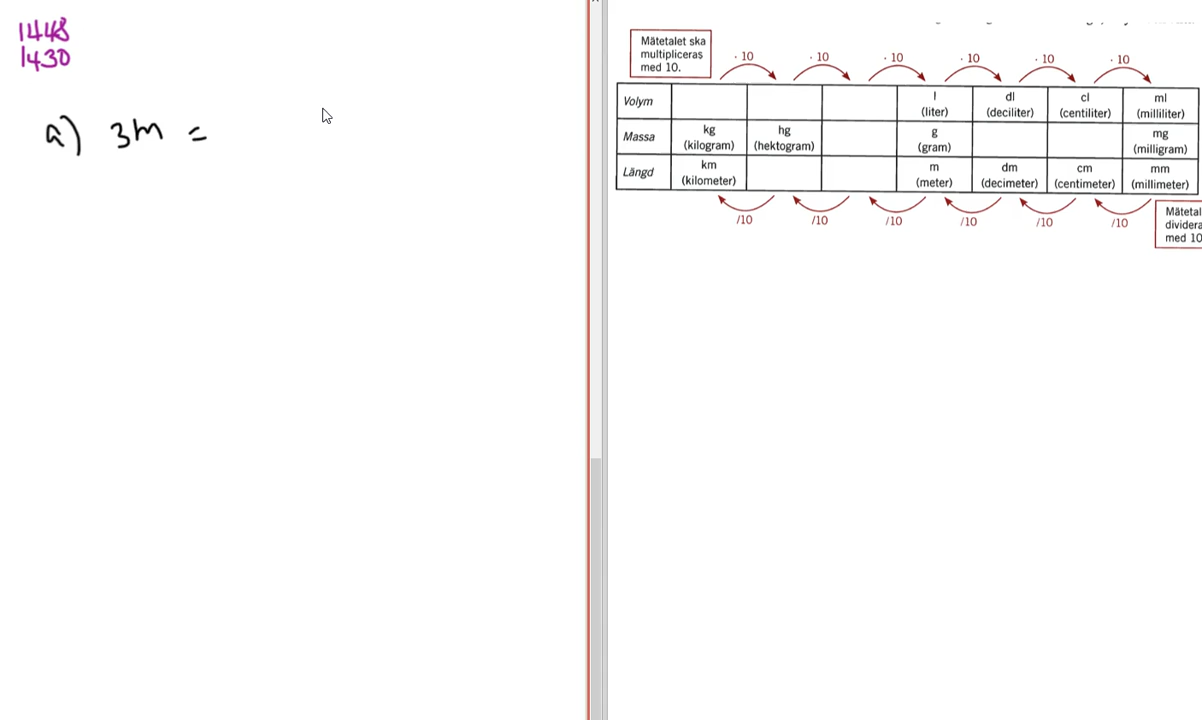 1448
1430
a) 3m =
Mätetalet ska
multipliceras
med 10.
· 10 · 10 · 10 · 10 · 10 · 10
Volym l (liter) dl (deciliter) cl (centiliter) ml (milliliter)
Massa kg (kilogram) hg (hektogram) g (gram) mg (milligram)
Längd km (kilometer) m (meter) dm (decimeter) cm (centimeter) mm (millimeter)
/10 /10 /10 /10 /10 /10
Mätetal
dividera
med 10